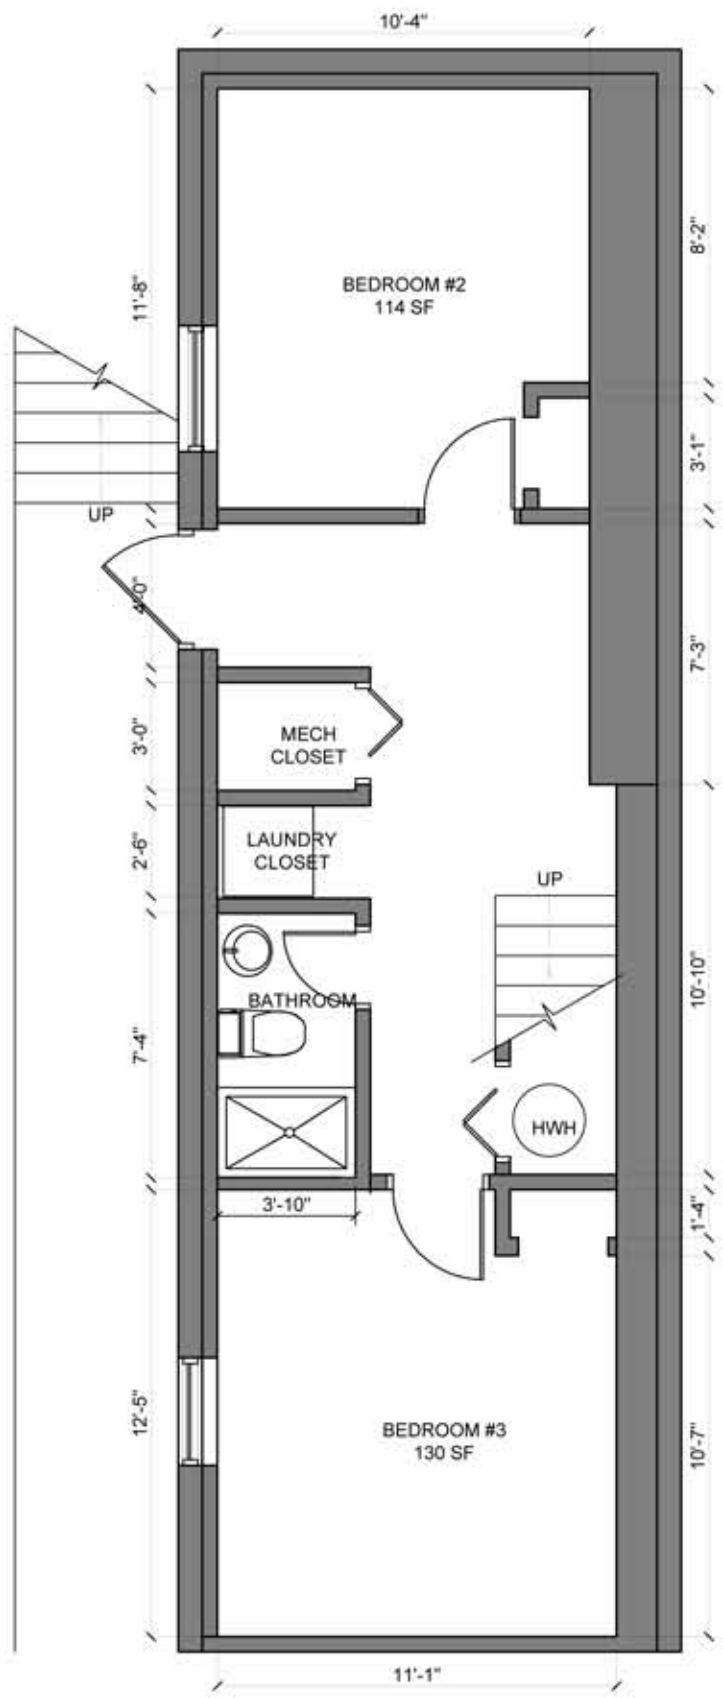 10'-4"
8'-2"
11'-8"
BEDROOM #2
114 SF
3'-1"
UP
4'-0"
7'-3"
3'-0"
MECH
CLOSET
2'-6"
LAUNDRY
CLOSET
UP
10'-10"
BATHROOM
7'-4"
HWH
3'-10"
1'-4"
12'-5"
BEDROOM #3
130 SF
10'-7"
11'-1"